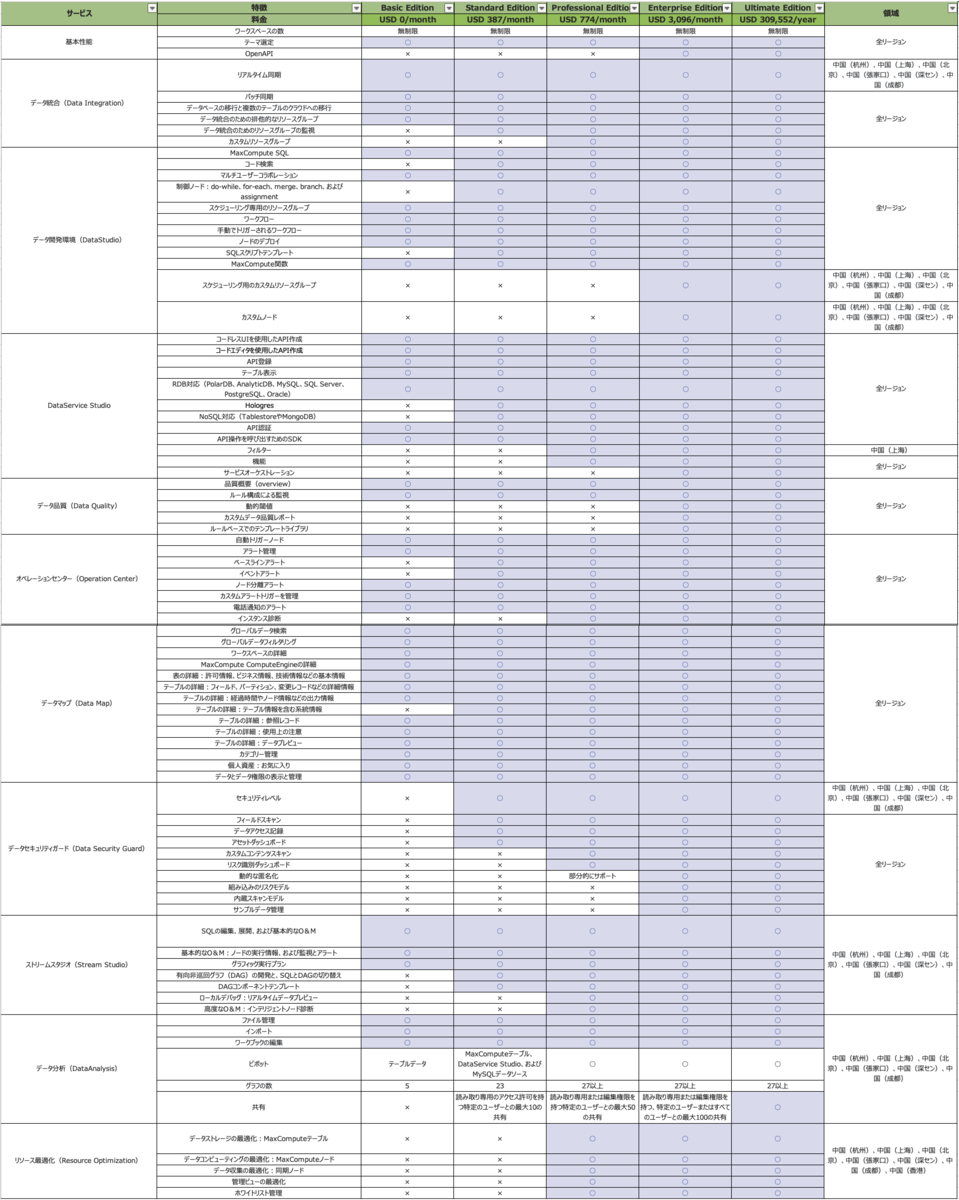 サービス 特徴 Basic Edition Standard Edition Professional Editio Enterprise Edition Ultimate Edition 領域
料金 USD 0/month USD 387/month USD 774/month USD 3,096/month USD 309,552/year
基本性能 ワークスペースの数 無制限 無制限 無制限 無制限 無制限 全リージョン
テーマ選定 ○ ○ ○ ○ ○
OpenAPI × × × ○ ○
データ統合（Data Integration） リアルタイム同期 ○ ○ ○ ○ ○ 中国（杭州）、中国（上海）、中国（北
京）、中国（張家口）、中国（深セン）、中
国（成都）
バッチ同期 ○ ○ ○ ○ ○ 全リージョン
データベースの移行と複数のテーブルのクラウドへの移行 ○ ○ ○ ○ ○
データ統合のための排他的なリソースグループ ○ ○ ○ ○ ○
データ統合のためのリソースグループの監視 × ○ ○ ○ ○
カスタムリソースグループ × × ○ ○ ○
データ開発環境（DataStudio） MaxCompute SQL ○ ○ ○ ○ ○ 全リージョン
コード検索 × ○ ○ ○ ○
マルチユーザーコラボレーション ○ ○ ○ ○ ○
制御ノード：do-while、for-each、merge、branch、および
assignment × ○ ○ ○ ○
スケジューリング専用のリソースグループ ○ ○ ○ ○ ○
ワークフロー ○ ○ ○ ○ ○
手動でトリガーされるワークフロー ○ ○ ○ ○ ○
ノードのデプロイ ○ ○ ○ ○ ○
SQLスクリプトテンプレート × ○ ○ ○ ○
MaxCompute関数 ○ ○ ○ ○ ○
スケジューリング用のカスタムリソースグループ × × × ○ ○ 中国（杭州）、中国（上海）、中国（北
京）、中国（張家口）、中国（深セン）、中
国（成都）
カスタムノード × × × ○ ○ 中国（杭州）、中国（上海）、中国（北
京）、中国（張家口）、中国（深セン）、中
国（成都）
DataService Studio コードレスUIを使用したAPI作成 ○ ○ ○ ○ ○ 全リージョン
コードエディタを使用したAPI作成 ○ ○ ○ ○ ○
API登録 ○ ○ ○ ○ ○
テーブル表示 ○ ○ ○ ○ ○
RDB対応（PolarDB、AnalyticDB、MySQL、SQL Server、
PostgreSQL、Oracle） ○ ○ ○ ○ ○
Hologres × ○ ○ ○ ○
NoSQL対応（TablestoreやMongoDB） × ○ ○ ○ ○
API認証 ○ ○ ○ ○ ○
API操作を呼び出すためのSDK ○ ○ ○ ○ ○
フィルター × × ○ ○ ○ 中国（上海）
機能 × × ○ ○ ○ 全リージョン
サービスオーケストレーション × × × ○ ○
データ品質（Data Quality） 品質概要（overview） ○ ○ ○ ○ ○ 全リージョン
ルール構成による監視 ○ ○ ○ ○ ○
動的閾値 × × × ○ ○
カスタムデータ品質レポート × × × ○ ○
ルールベースでのテンプレートライブラリ × × × ○ ○
オペレーションセンター（Operation Center） 自動トリガーノード ○ ○ ○ ○ ○ 全リージョン
アラート管理 ○ ○ ○ ○ ○
ベースラインアラート × ○ ○ ○ ○
イベントアラート × ○ ○ ○ ○
ノード分離アラート ○ ○ ○ ○ ○
カスタムアラートトリガーを管理 ○ ○ ○ ○ ○
電話通知のアラート ○ ○ ○ ○ ○
インスタンス診断 × × ○ ○ ○
データマップ（Data Map） グローバルデータ検索 ○ ○ ○ ○ ○ 全リージョン
グローバルデータフィルタリング ○ ○ ○ ○ ○
ワークスペースの詳細 ○ ○ ○ ○ ○
MaxCompute ComputeEngineの詳細 ○ ○ ○ ○ ○
表の詳細：許可情報、ビジネス情報、技術情報などの基本情報 ○ ○ ○ ○ ○
テーブルの詳細：フィールド、パーティション、変更レコードなどの詳細情報 ○ ○ ○ ○ ○
テーブルの詳細：経過時間やノード情報などの出力情報 ○ ○ ○ ○ ○
テーブルの詳細：テーブル情報を含む系統情報 × ○ ○ ○ ○
テーブルの詳細：参照レコード ○ ○ ○ ○ ○
テーブルの詳細：使用上の注意 ○ ○ ○ ○ ○
テーブルの詳細：データプレビュー ○ ○ ○ ○ ○
カテゴリー管理 ○ ○ ○ ○ ○
個人資産：お気に入り ○ ○ ○ ○ ○
データとデータ権限の表示と管理 ○ ○ ○ ○ ○
データセキュリティガード（Data Security Guard） セキュリティレベル × ○ ○ ○ ○ 中国（杭州）、中国（上海）、中国（北
京）、中国（張家口）、中国（深セン）、中
国（成都）
フィールドスキャン × ○ ○ ○ ○ 全リージョン
データアクセス記録 × ○ ○ ○ ○
アセットダッシュボード × ○ ○ ○ ○
カスタムコンテンツスキャン × × ○ ○ ○
リスク識別ダッシュボード × × ○ ○ ○
動的な匿名化 × × 部分的にサポート ○ ○
組み込みのリスクモデル × × × ○ ○
内蔵スキャンモデル × × × ○ ○
サンプルデータ管理 × × × ○ ○
ストリームスタジオ（Stream Studio） SQLの編集、展開、および基本的なO＆M ○ ○ ○ ○ ○ 中国（杭州）、中国（上海）、中国（北
京）、中国（張家口）、中国（深セン）、中
国（成都）
基本的なO＆M：ノードの実行情報、および監視とアラート ○ ○ ○ ○ ○
グラフィック実行プラン ○ ○ ○ ○ ○
有向非巡回グラフ（DAG）の開発と、SQLとDAGの切り替え × ○ ○ ○ ○
DAGコンポーネントテンプレート × ○ ○ ○ ○
ローカルデバッグ：リアルタイムデータプレビュー × × ○ ○ ○
高度なO＆M：インテリジェントノード診断 × × ○ ○ ○
データ分析（DataAnalysis） ファイル管理 ○ ○ ○ ○ ○ 中国（杭州）、中国（上海）、中国（北
京）、中国（張家口）、中国（深セン）、中
国（成都）
インポート ○ ○ ○ ○ ○
ワークブックの編集 ○ ○ ○ ○ ○
ピボット テーブルデータ MaxComputeテーブル、
DataService Studio、および
MySQLデータソース ○ ○ ○
グラフの数 5 23 27以上 27以上 27以上
共有 × 読み取り専用のアクセス許可を持
つ特定のユーザーとの最大10の
共有 読み取り専用または編集権限を
持つ特定のユーザーとの最大50
の共有 読み取り専用または編集権限を
持つ、特定のユーザーまたはすべて
のユーザーとの最大100の共有 ○
リソース最適化（Resource Optimization） データストレージの最適化：MaxComputeテーブル × × ○ ○ ○ 中国（杭州）、中国（上海）、中国（北
京）、中国（張家口）、中国（深セン）、中
国（成都）、中国（香港）
データコンピューティングの最適化：MaxComputeノード × × ○ ○ ○
データ収集の最適化：同期ノード × × ○ ○ ○
管理ビューの最適化 × × ○ ○ ○
ホワイトリスト管理 × × ○ ○ ○